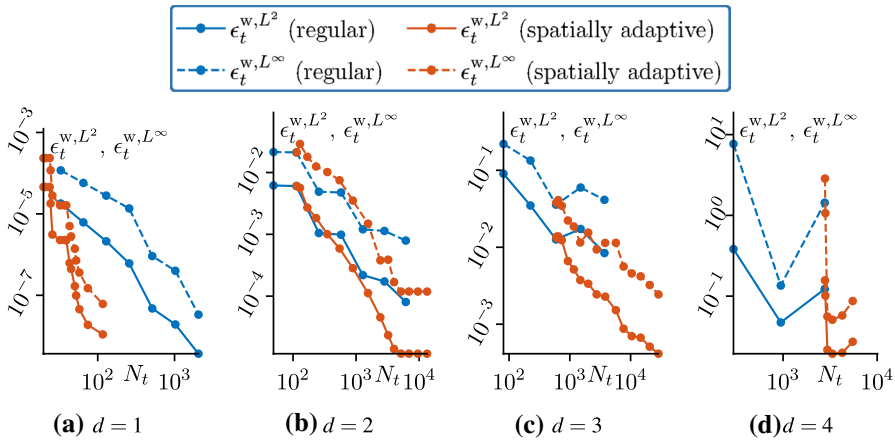 ϵ_t^{w,L^2} (regular) ϵ_t^{w,L^2} (spatially adaptive)
ϵ_t^{w,L^∞} (regular) ϵ_t^{w,L^∞} (spatially adaptive)
ϵ_t^{w,L^2}, ϵ_t^{w,L^∞}
10^{-3}
10^{-5}
10^{-7}
10^2 N_t 10^3
(a) d = 1
ϵ_t^{w,L^2}, ϵ_t^{w,L^∞}
10^{-2}
10^{-3}
10^{-4}
10^2 10^3 N_t 10^4
(b) d = 2
ϵ_t^{w,L^2}, ϵ_t^{w,L^∞}
10^{-1}
10^{-2}
10^{-3}
10^2 10^3 N_t 10^4
(c) d = 3
ϵ_t^{w,L^2}, ϵ_t^{w,L^∞}
10^1
10^0
10^{-1}
10^3 N_t 10^4
(d) d = 4